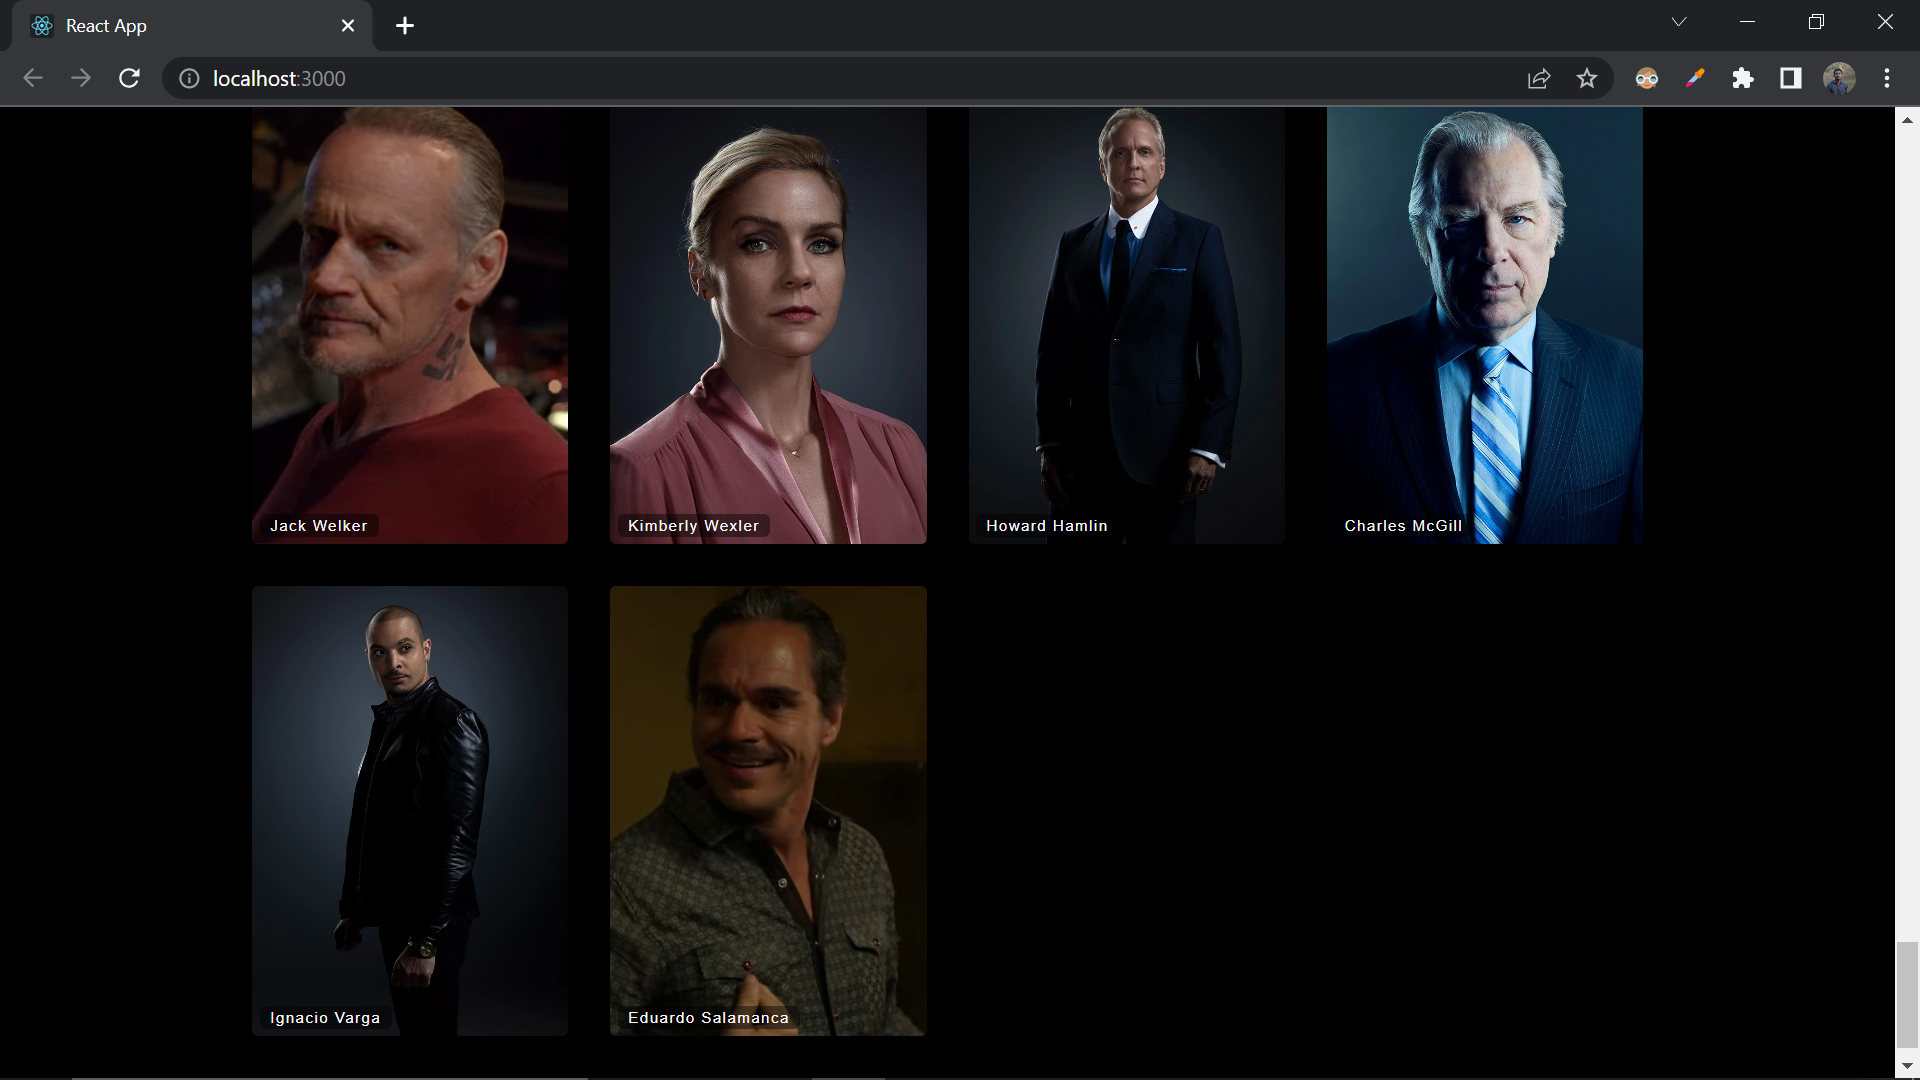 React App
localhost:3000
Jack Welker
Kimberly Wexler
Howard Hamlin
Charles McGill
Ignacio Varga
Eduardo Salamanca